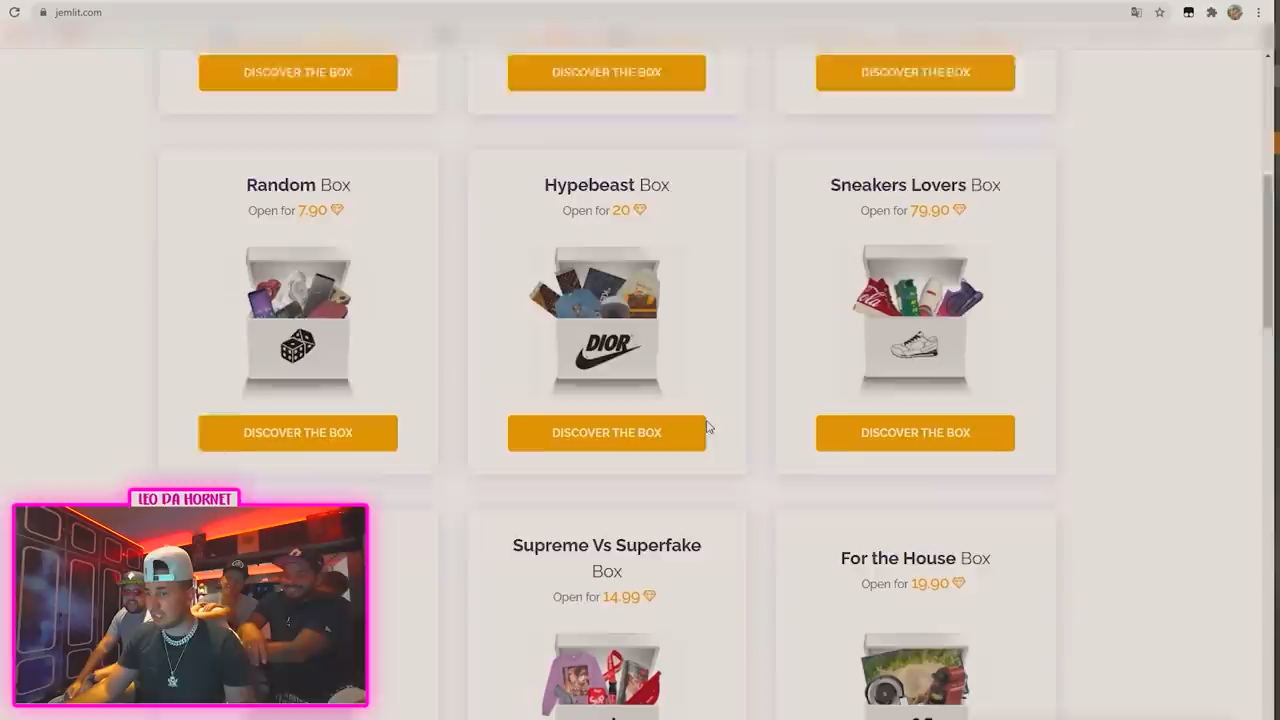 jemlit.com
DISCOVER THE BOX
DISCOVER THE BOX
DISCOVER THE BOX
Random Box
Open for 7.90
Hypebeast Box
Open for 20
Sneakers Lovers Box
Open for 79.90
DIOR
DISCOVER THE BOX
DISCOVER THE BOX
DISCOVER THE BOX
LEO DA HORNET
Supreme Vs Superfake
Box
Open for 14.99
For the House Box
Open for 19.90